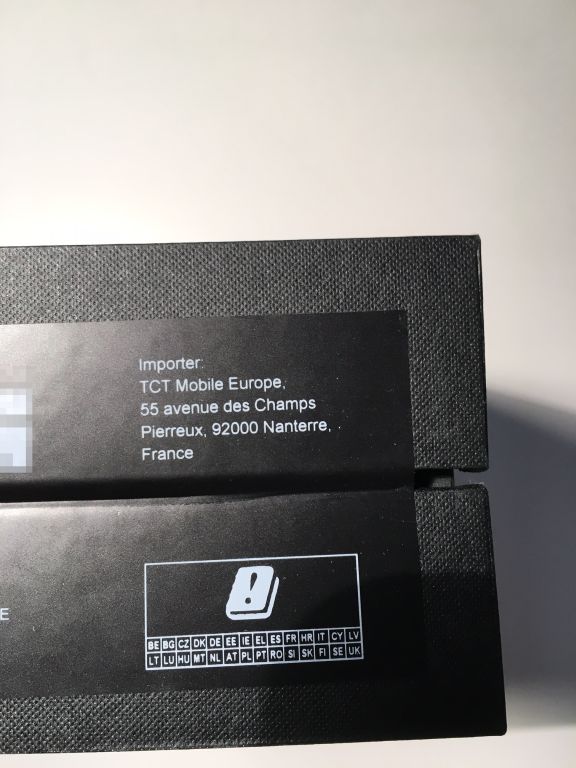 Importer:
TCT Mobile Europe,
55 avenue des Champs
Pierreux, 92000 Nanterre,
France
E
!
BE BG CZ DK DE EE IE EL ES FR HR IT CY LV
LT LU HU MT NL AT PL PT RO SI SK FI SE UK